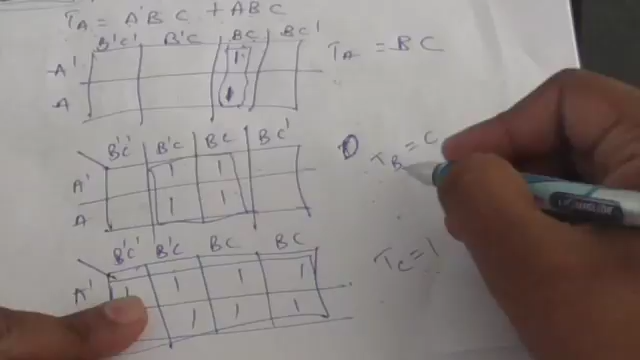 TA = A'BC + ABC
B'C' B'C BC BC'
A' 1
A 1
TA = BC
B'C' B'C BC BC'
A' 1 1
A 1 1
TB = C
B'C' B'C BC BC
A' 1 1 1 1
1 1 1
TC = 1